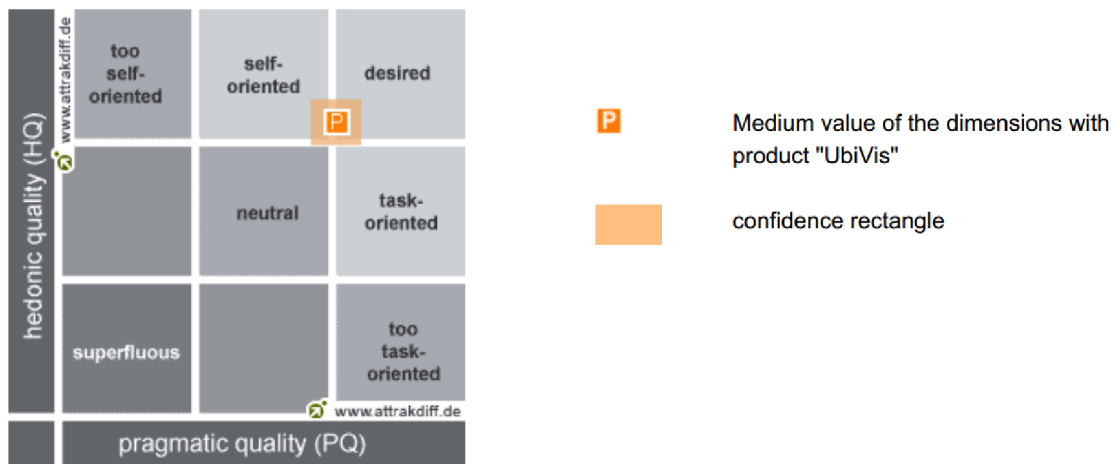 hedonic quality (HQ)
www.attrakdiff.de
too
self-
oriented
self-
oriented
desired
P
neutral
task-
oriented
superfluous
too
task-
oriented
www.attrakdiff.de
pragmatic quality (PQ)
P
Medium value of the dimensions with
product "UbiVis"
confidence rectangle